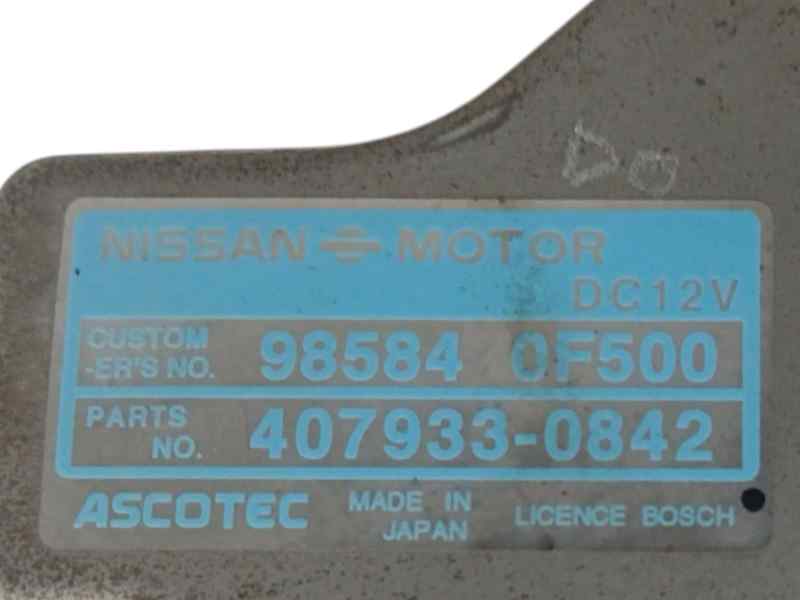 NISSAN MOTOR
DC12V
CUSTOM
-ER'S NO. 98584 0F500
PARTS
NO. 407933-0842
ASCOTEC MADE IN
JAPAN LICENCE BOSCH